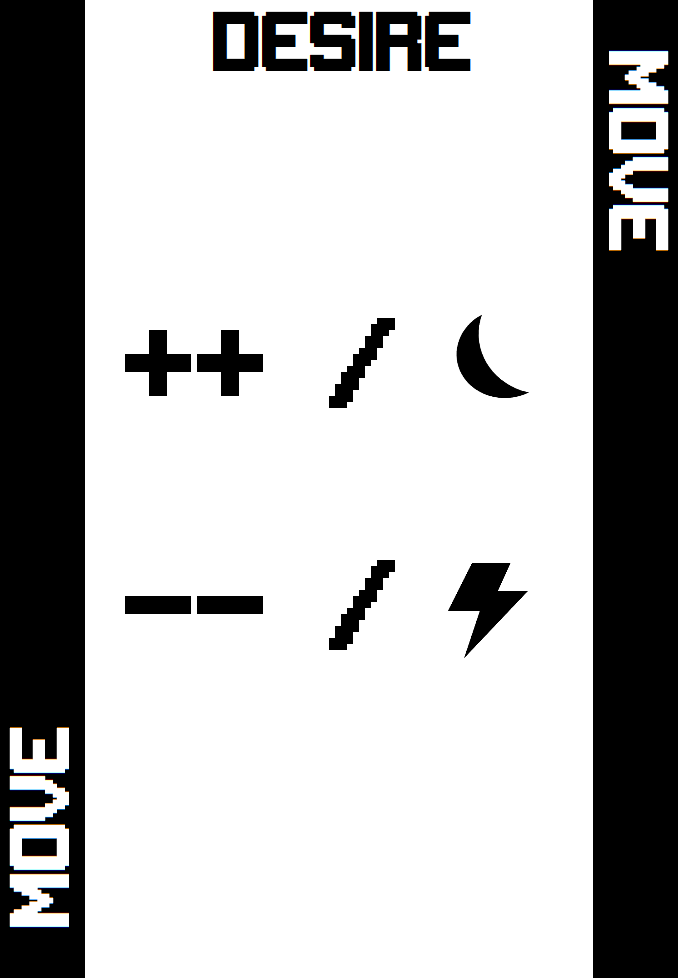 DESIRE
MOVE
++ /
-- /
MOVE